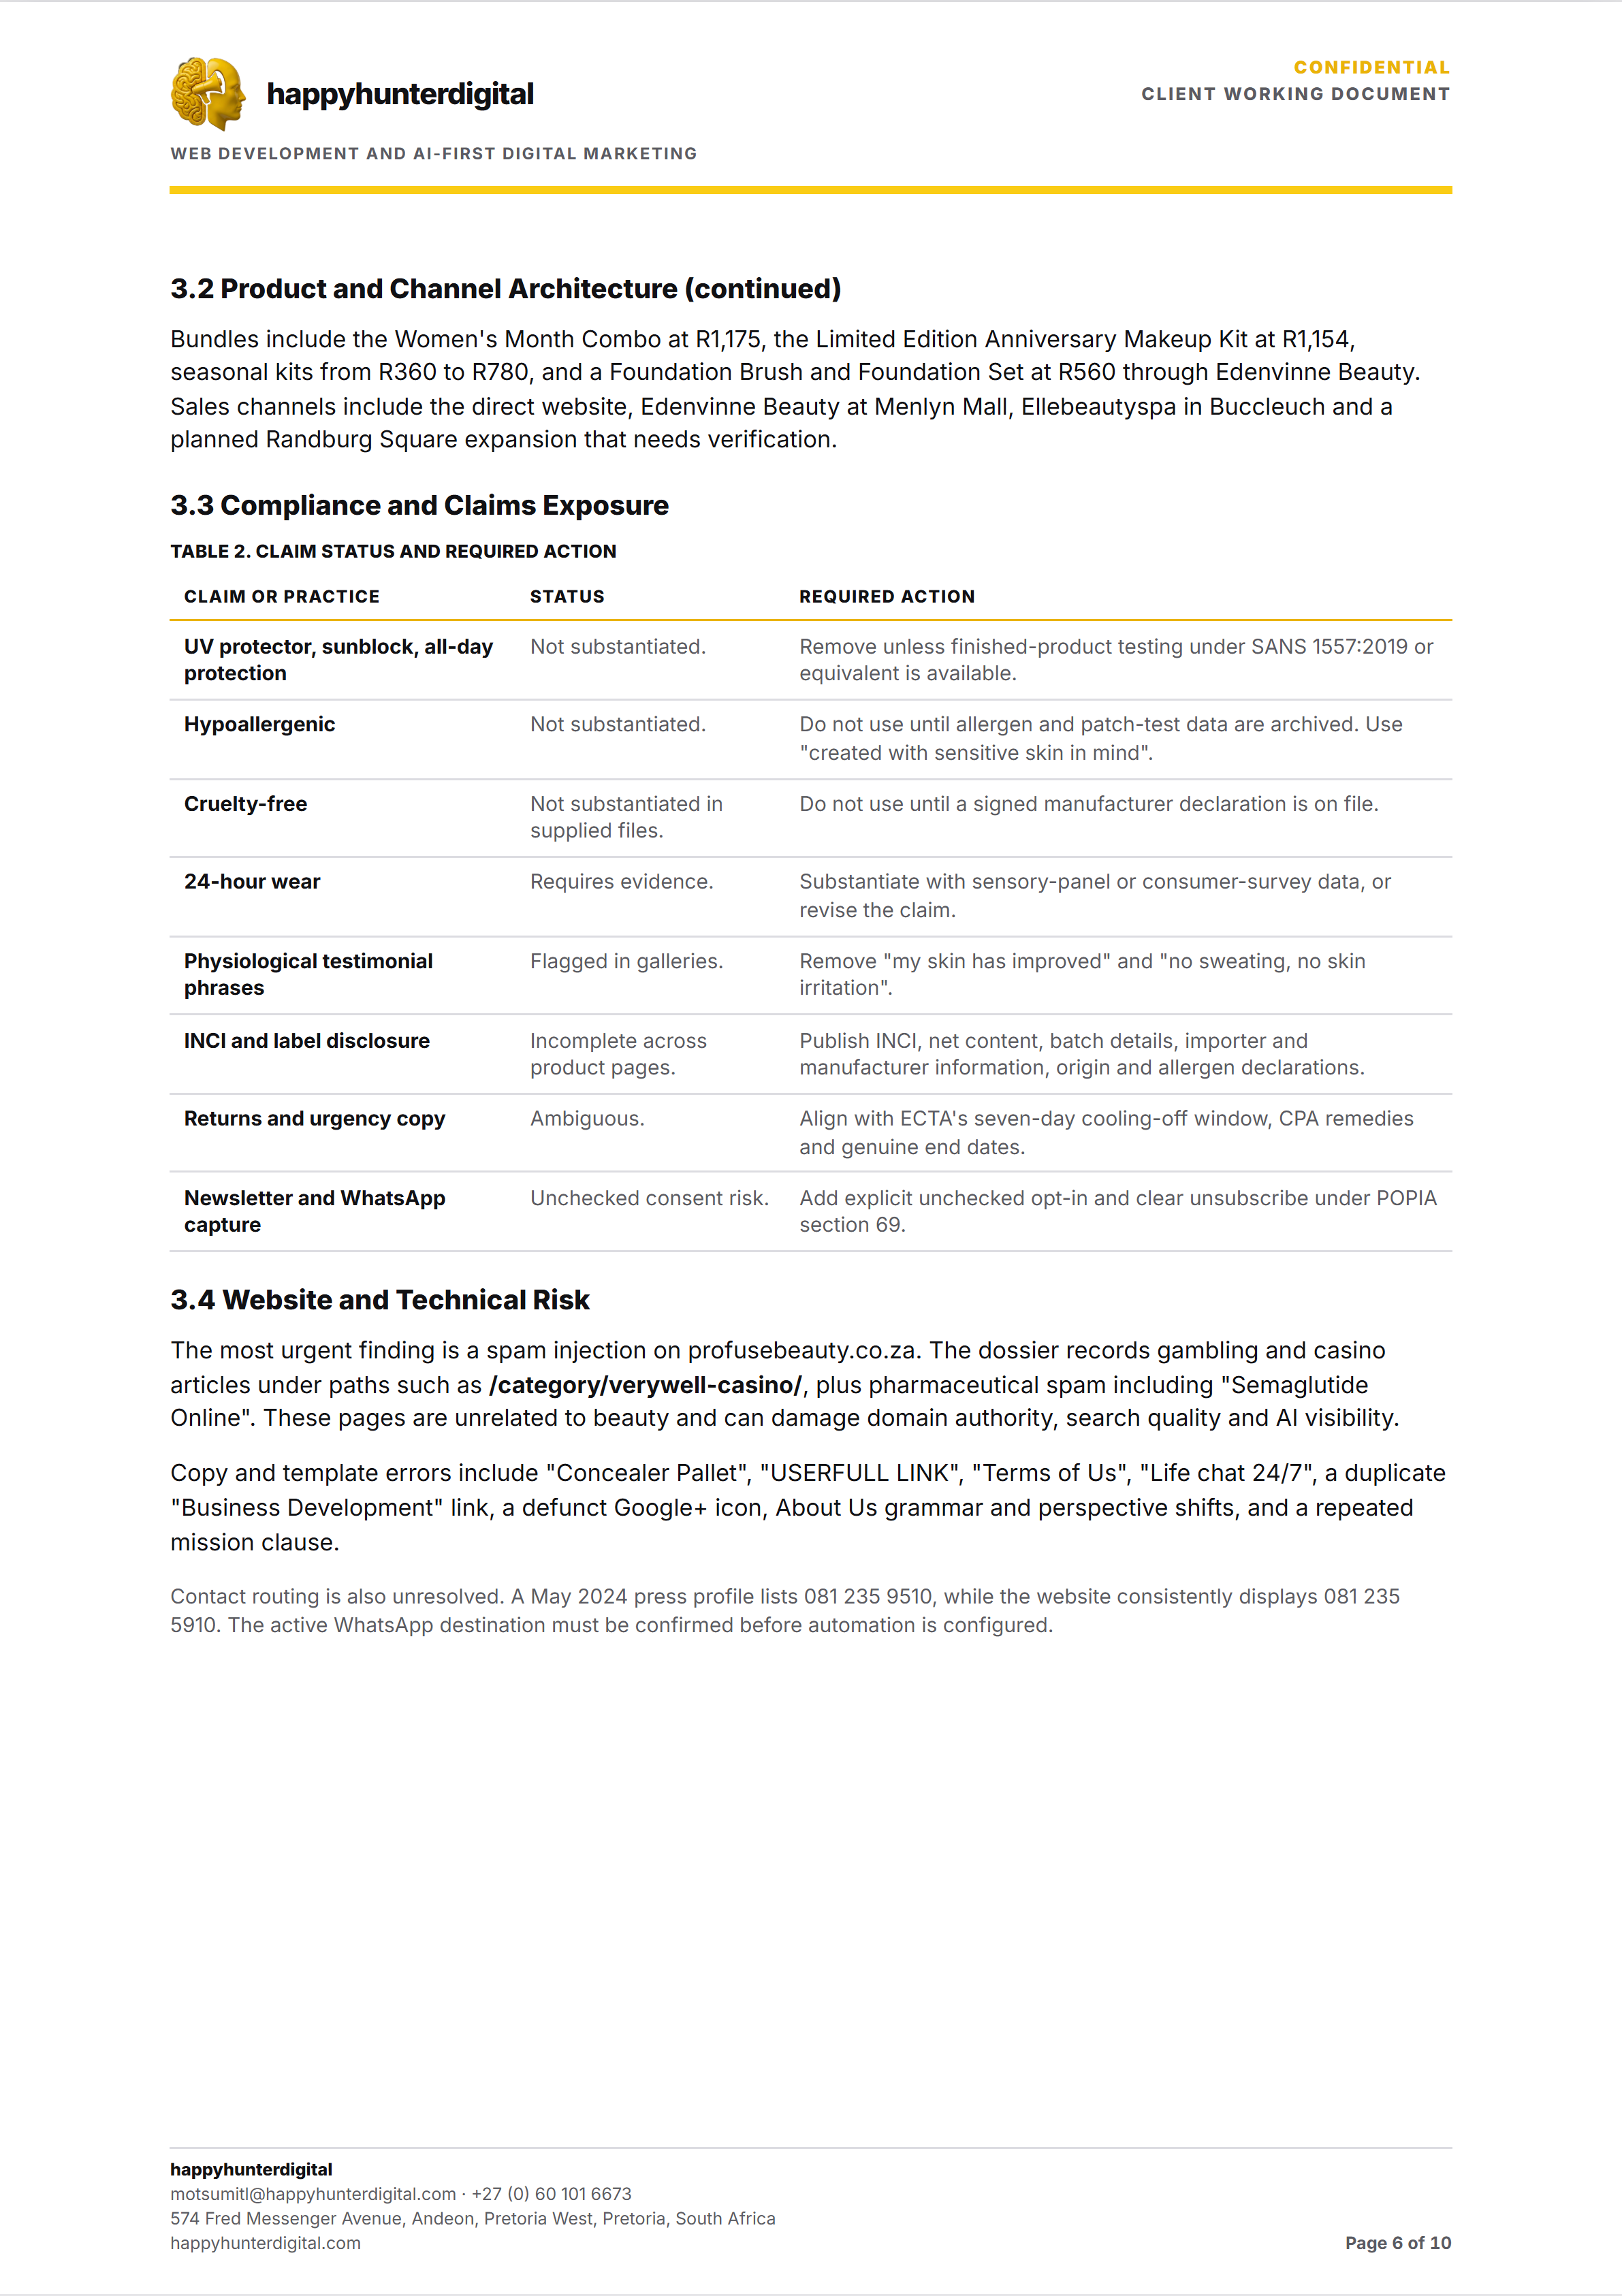 happyhunterdigital
CONFIDENTIAL
CLIENT WORKING DOCUMENT
WEB DEVELOPMENT AND AI-FIRST DIGITAL MARKETING
3.2 Product and Channel Architecture (continued)
Bundles include the Women's Month Combo at R1,175, the Limited Edition Anniversary Makeup Kit at R1,154,
seasonal kits from R360 to R780, and a Foundation Brush and Foundation Set at R560 through Edenvinne Beauty.
Sales channels include the direct website, Edenvinne Beauty at Menlyn Mall, Ellebeautyspa in Buccleuch and a
planned Randburg Square expansion that needs verification.
3.3 Compliance and Claims Exposure
TABLE 2. CLAIM STATUS AND REQUIRED ACTION
CLAIM OR PRACTICE STATUS REQUIRED ACTION
UV protector, sunblock, all-day Not substantiated. Remove unless finished-product testing under SANS 1557:2019 or
protection equivalent is available.
Hypoallergenic Not substantiated. Do not use until allergen and patch-test data are archived. Use
"created with sensitive skin in mind".
Cruelty-free Not substantiated in Do not use until a signed manufacturer declaration is on file.
supplied files.
24-hour wear Requires evidence. Substantiate with sensory-panel or consumer-survey data, or
revise the claim.
Physiological testimonial Flagged in galleries. Remove "my skin has improved" and "no sweating, no skin
phrases irritation".
INCI and label disclosure Incomplete across Publish INCI, net content, batch details, importer and
product pages. manufacturer information, origin and allergen declarations.
Returns and urgency copy Ambiguous. Align with ECTA's seven-day cooling-off window, CPA remedies
and genuine end dates.
Newsletter and WhatsApp Unchecked consent risk. Add explicit unchecked opt-in and clear unsubscribe under POPIA
capture section 69.
3.4 Website and Technical Risk
The most urgent finding is a spam injection on profusebeauty.co.za. The dossier records gambling and casino
articles under paths such as /category/verywell-casino/, plus pharmaceutical spam including "Semaglutide
Online". These pages are unrelated to beauty and can damage domain authority, search quality and AI visibility.
Copy and template errors include "Concealer Pallet", "USERFULL LINK", "Terms of Us", "Life chat 24/7", a duplicate
"Business Development" link, a defunct Google+ icon, About Us grammar and perspective shifts, and a repeated
mission clause.
Contact routing is also unresolved. A May 2024 press profile lists 081 235 9510, while the website consistently displays 081 235
5910. The active WhatsApp destination must be confirmed before automation is configured.
happyhunterdigital
motsumitl@happyhunterdigital.com · +27 (0) 60 101 6673
574 Fred Messenger Avenue, Andeon, Pretoria West, Pretoria, South Africa
happyhunterdigital.com
Page 6 of 10